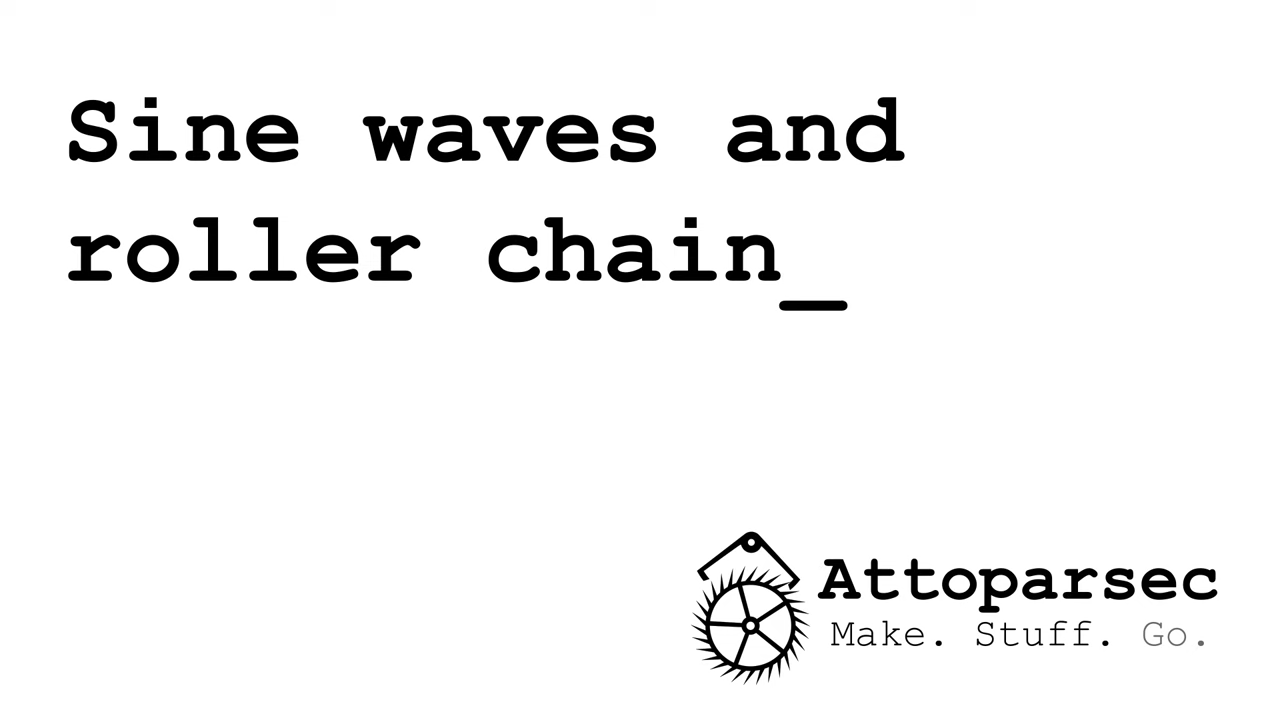 Sine waves and
roller chain_
Attoparsec
Make. Stuff. Go.